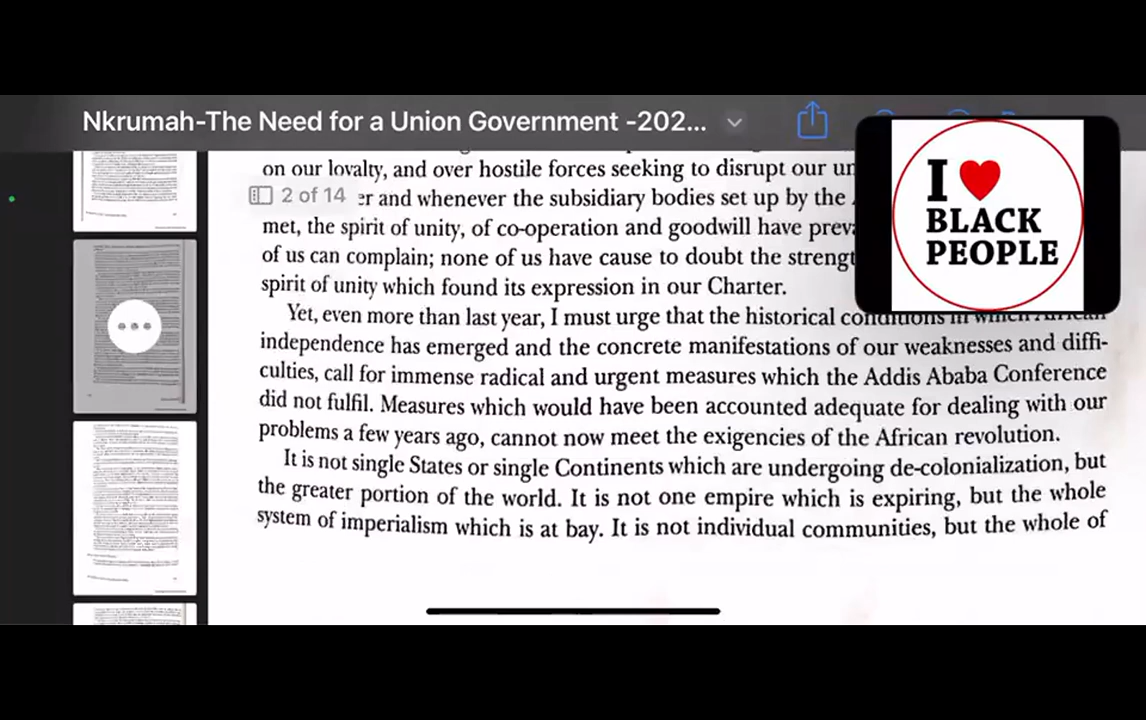 Nkrumah-The Need for a Union Government -202...
on our loyalty, and over hostile forces seeking to disrupt our un
2 of 14
er and whenever the subsidiary bodies set up by the
met, the spirit of unity, of co-operation and goodwill have preva
of us can complain; none of us have cause to doubt the strengt
spirit of unity which found its expression in our Charter.
Yet, even more than last year, I must urge that the historical conditions in which African
independence has emerged and the concrete manifestations of our weaknesses and diffi-
culties, call for immense radical and urgent measures which the Addis Ababa Conference
did not fulfil. Measures which would have been accounted adequate for dealing with our
problems a few years ago, cannot now meet the exigencies of the African revolution.
It is not single States or single Continents which are undergoing de-colonialization, but
the greater portion of the world. It is not one empire which is expiring, but the whole
system of imperialism which is at bay. It is not individual communities, but the whole of
I
BLACK
PEOPLE